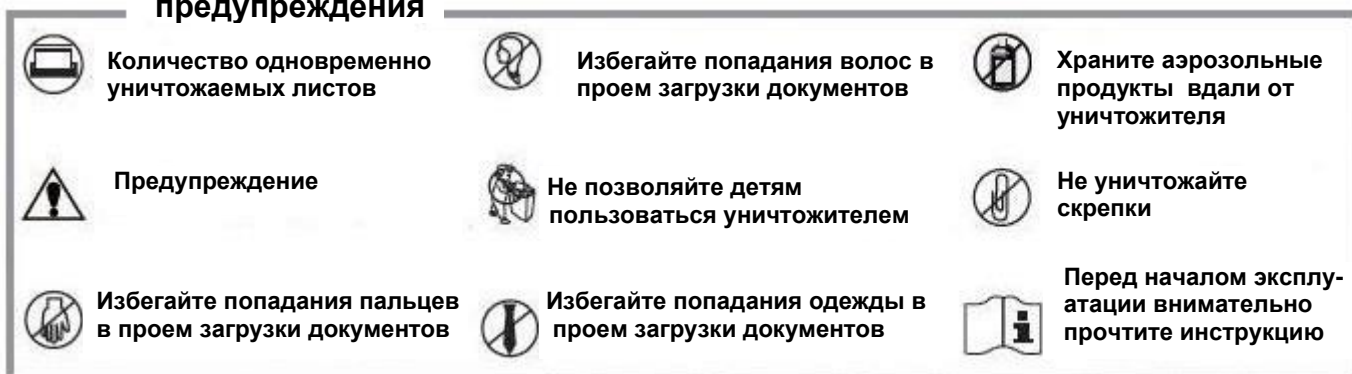 предупреждения
Количество одновременно
уничтожаемых листов
Избегайте попадания волос в
проем загрузки документов
Храните аэрозольные
продукты вдали от
уничтожителя
Предупреждение
Не позволяйте детям
пользоваться уничтожителем
Не уничтожайте
скрепки
Избегайте попадания пальцев
в проем загрузки документов
Избегайте попадания одежды в
проем загрузки документов
Перед началом эксплу-
атации внимательно
прочтите инструкцию